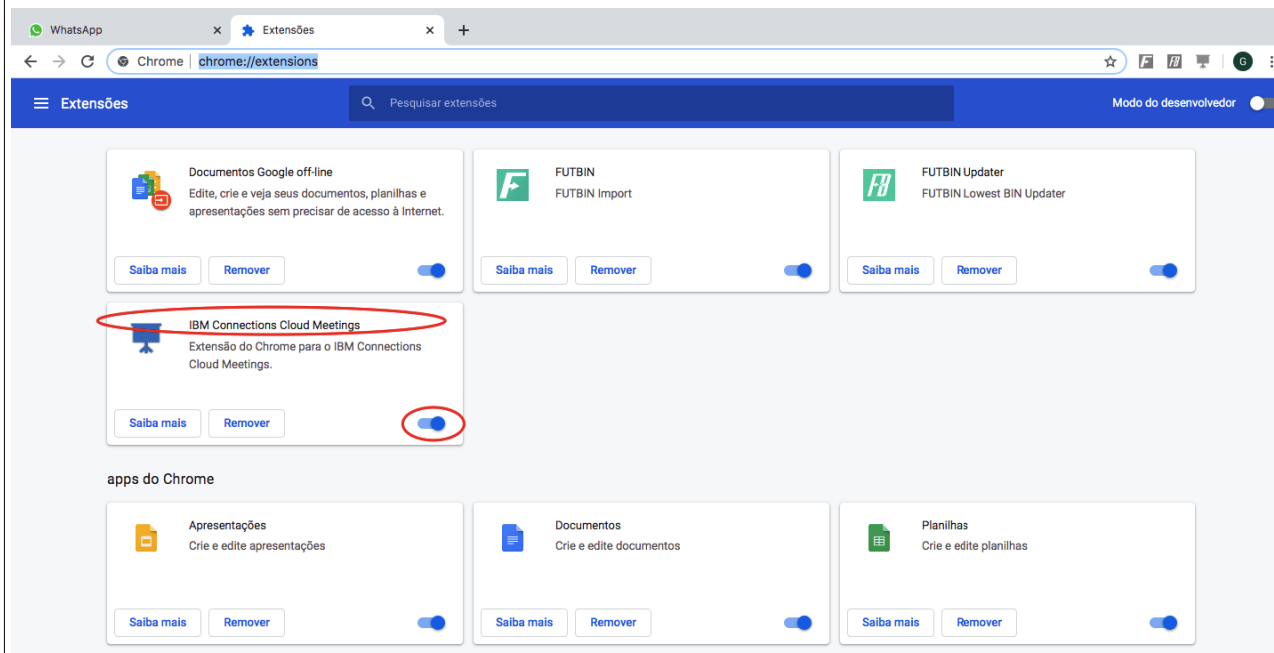 WhatsApp
Extensões
Chrome
chrome://extensions
G
Extensões
Pesquisar extensões
Modo do desenvolvedor
Documentos Google off-line
Edite, crie e veja seus documentos, planilhas e
apresentações sem precisar de acesso à Internet.
Saiba mais
Remover
FUTBIN
FUTBIN Import
Saiba mais
Remover
FUTBIN Updater
FUTBIN Lowest BIN Updater
Saiba mais
Remover
IBM Connections Cloud Meetings
Extensão do Chrome para o IBM Connections
Cloud Meetings.
Saiba mais
Remover
apps do Chrome
Apresentações
Crie e edite apresentações
Saiba mais
Remover
Documentos
Crie e edite documentos
Saiba mais
Remover
Planilhas
Crie e edite planilhas
Saiba mais
Remover